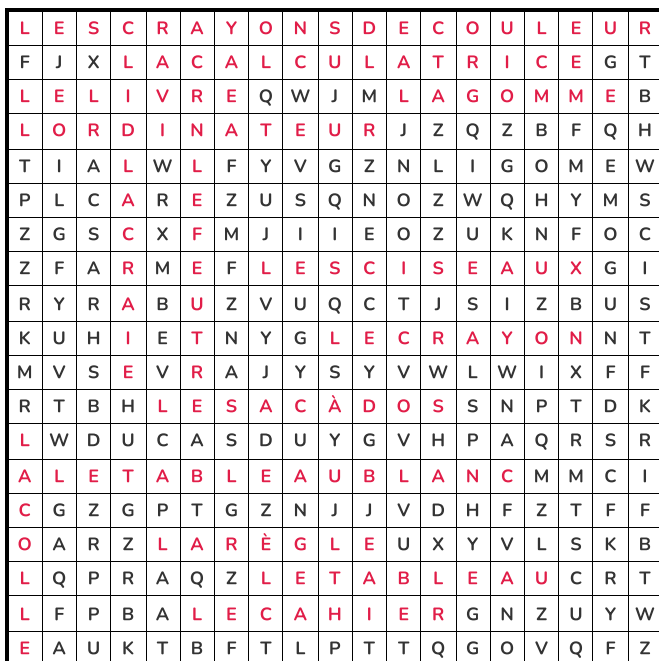 L E S C R A Y O N S D E C O U L E U R
F J X L A C A L C U L A T R I C E G T
L E L I V R E Q W J M L A G O M M E B
L O R D I N A T E U R J Z Q Z B F Q H
T I A L W L F Y V G Z N L I G O M E W
P L C A R E Z U S Q N O Z W Q H Y M S
Z G S C X F M J I I E O Z U K N F O C
Z F A R M E F L E S C I S E A U X G I
R Y R A B U Z V U Q C T J S I Z B U S
K U H I E T N Y G L E C R A Y O N N T
M V S E V R A J Y S Y V W L W I X F F
R T B H L E S A C À D O S S N P T D K
L W D U C A S D U Y G V H P A Q R S R
A L E T A B L E A U B L A N C M M C I
C G Z G P T G Z N J J V D H F Z T F F
O A R Z L A R È G L E U X Y V L S K B
L Q P R A Q Z L E T A B L E A U C R T
L F P B A L E C A H I E R G N Z U Y W
E A U K T B F T L P T T Q G O V Q F Z